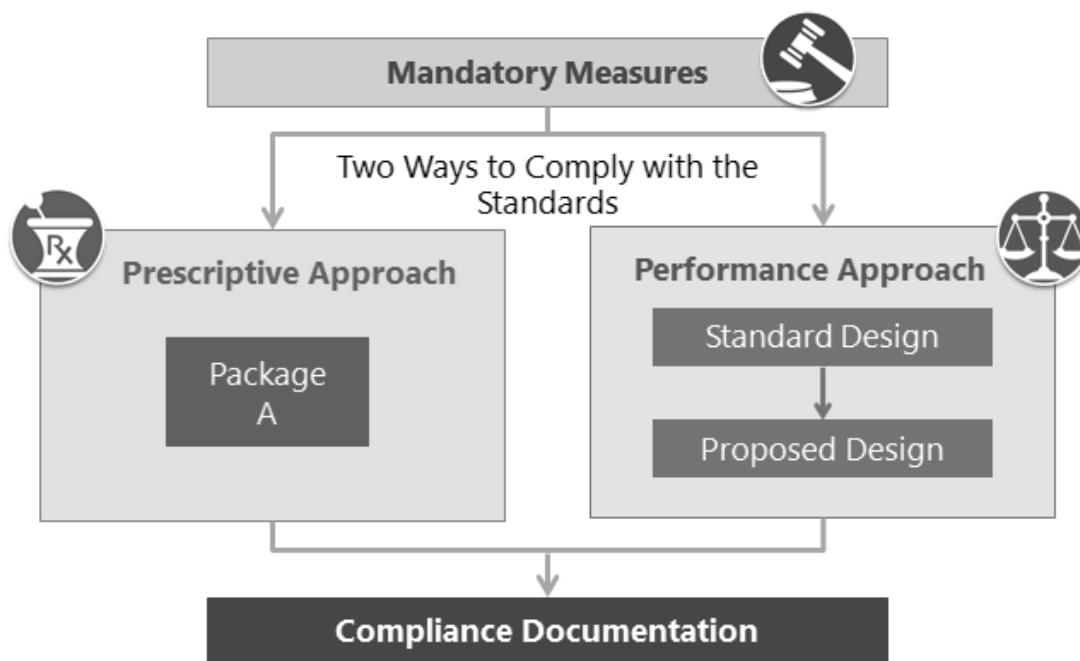 Mandatory Measures
Two Ways to Comply with the
Standards
Rx
Prescriptive Approach
Package
A
Performance Approach
Standard Design
Proposed Design
Compliance Documentation